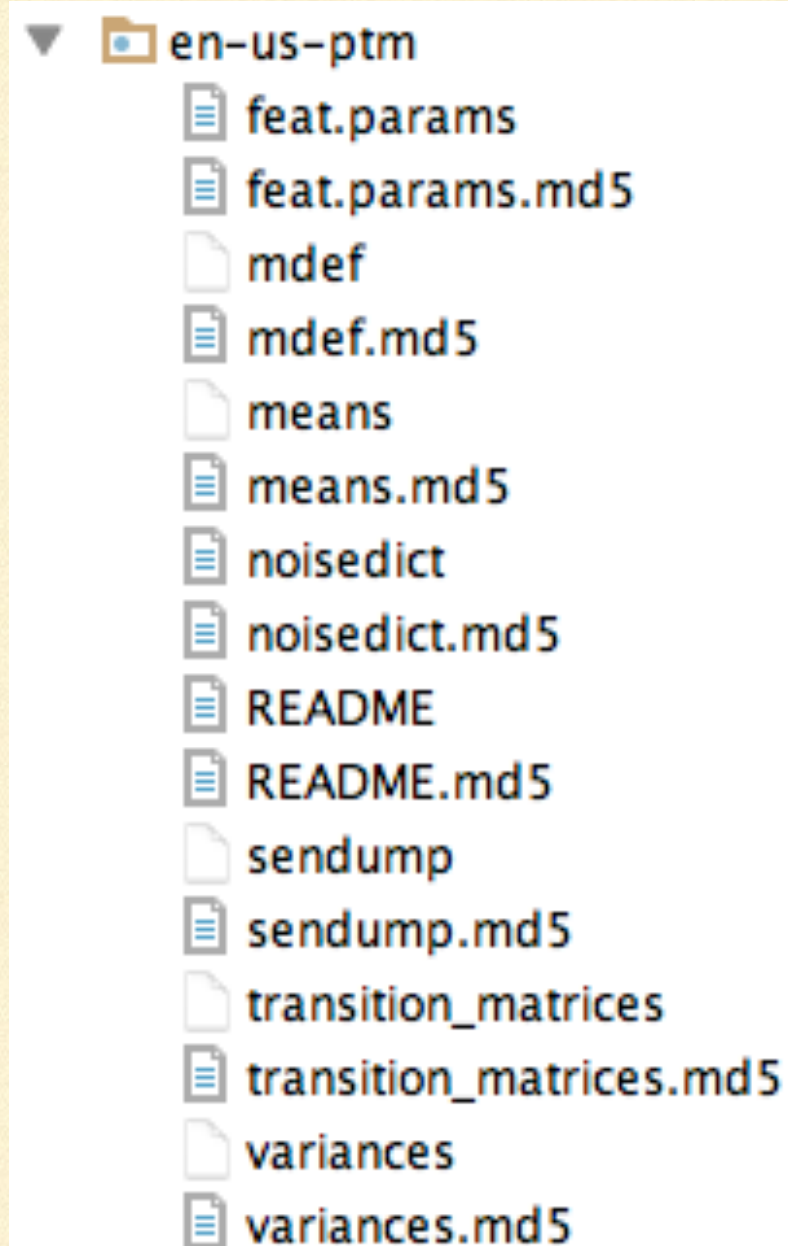 en-us-ptm
feat.params
feat.params.md5
mdef
mdef.md5
means
means.md5
noisedict
noisedict.md5
README
README.md5
sendump
sendump.md5
transition_matrices
transition_matrices.md5
variances
variances.md5